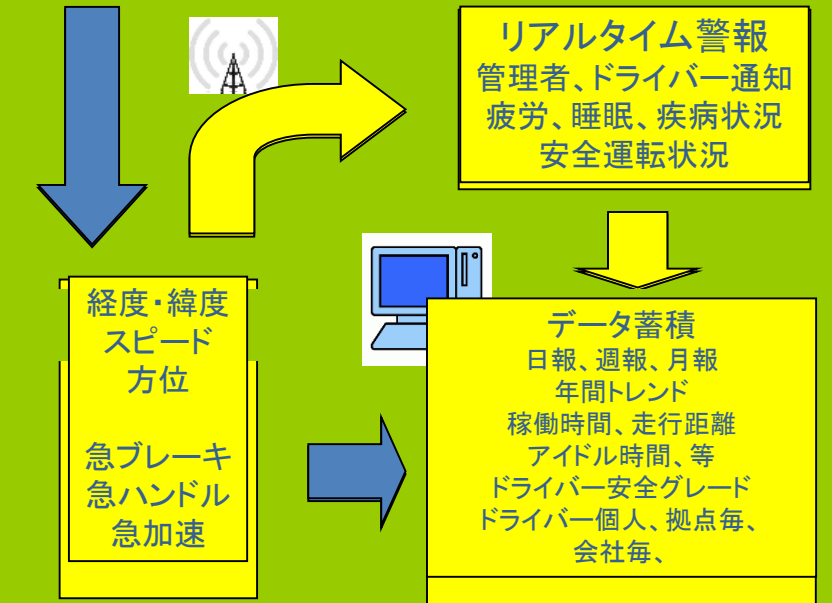 リアルタイム警報
管理者、ドライバー通知
疲労、睡眠、疾病状況
安全運転状況
経度・緯度
スピード
方位
急ブレーキ
急ハンドル
急加速
データ蓄積
日報、週報、月報
年間トレンド
稼働時間、走行距離
アイドル時間、等
ドライバー安全グレード
ドライバー個人、拠点毎、
会社毎、